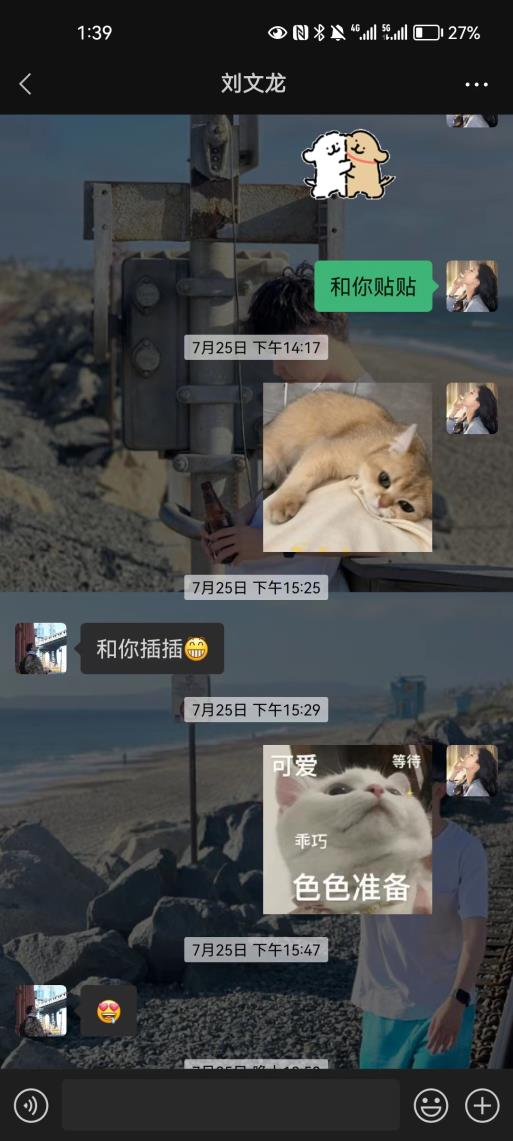 1:39
4G
5G
27%
刘文龙
和你贴贴
7月25日 下午14:17
7月25日 下午15:25
和你插插😁
7月25日 下午15:29
可爱
等待
乖巧
色色准备
7月25日 下午15:47
😍